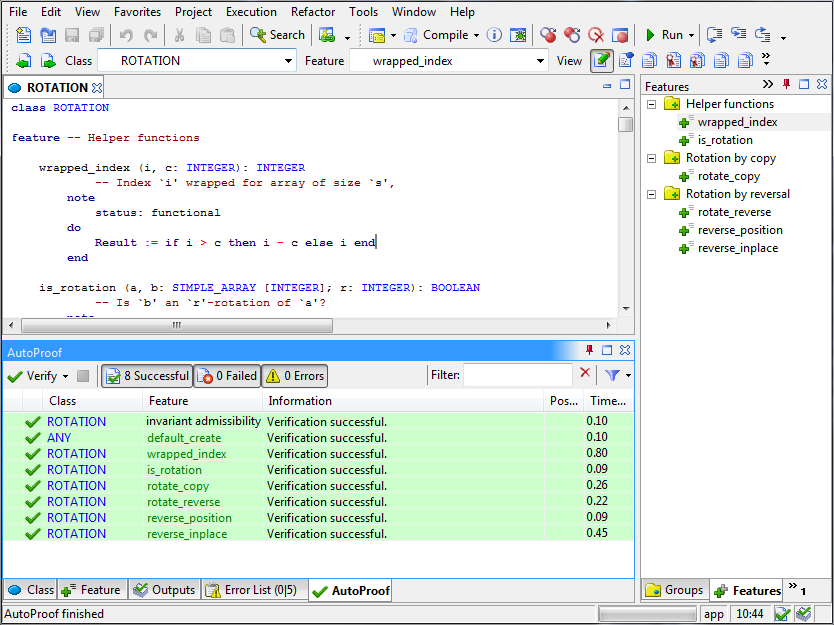 File Edit View Favorites Project Execution Refactor Tools Window Help
Search Compile Run
Class ROTATION Feature wrapped_index View
ROTATION
class ROTATION
feature -- Helper functions
wrapped_index (i, c: INTEGER): INTEGER
-- Index `i' wrapped for array of size `s',
note
status: functional
do
Result := if i > c then i - c else i end
end
is_rotation (a, b: SIMPLE_ARRAY [INTEGER]; r: INTEGER): BOOLEAN
-- Is `b' an `r'-rotation of `a'?
note
Features
Helper functions
wrapped_index
is_rotation
Rotation by copy
rotate_copy
Rotation by reversal
rotate_reverse
reverse_position
reverse_inplace
AutoProof
Verify 8 Successful 0 Failed 0 Errors Filter:
Class Feature Information Pos... Time...
ROTATION invariant admissibility Verification successful. 0.10
ANY default_create Verification successful. 0.10
ROTATION wrapped_index Verification successful. 0.80
ROTATION is_rotation Verification successful. 0.09
ROTATION rotate_copy Verification successful. 0.26
ROTATION rotate_reverse Verification successful. 0.22
ROTATION reverse_position Verification successful. 0.09
ROTATION reverse_inplace Verification successful. 0.45
Class Feature Outputs Error List (0|5) AutoProof
Groups Features » 1
AutoProof finished app 10:44